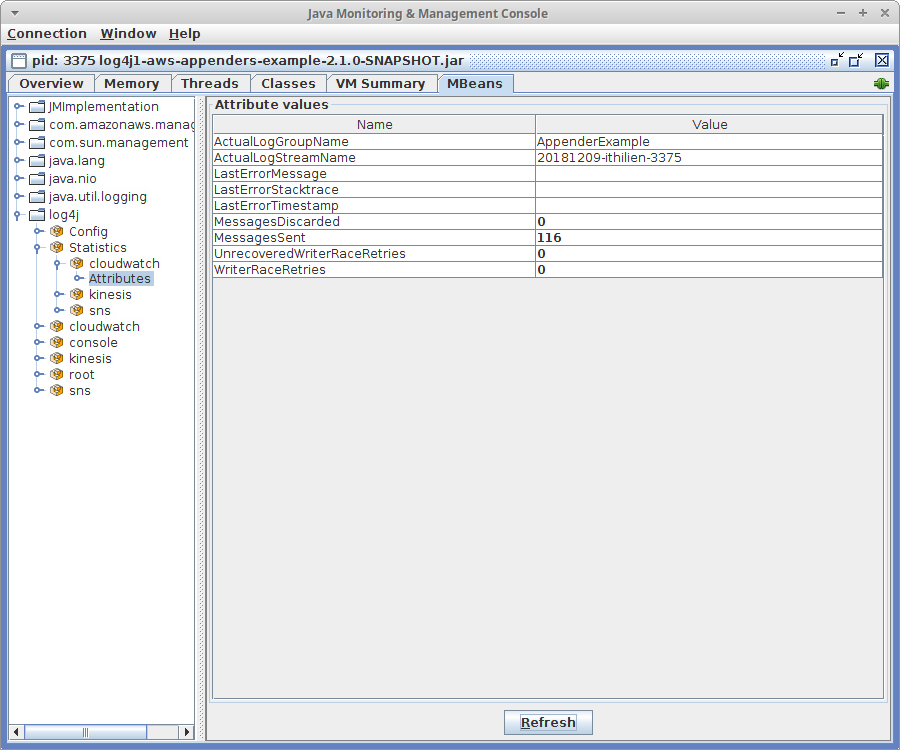 Java Monitoring & Management Console
Connection Window Help
pid: 3375 log4j1-aws-appenders-example-2.1.0-SNAPSHOT.jar
Overview Memory Threads Classes VM Summary MBeans
JMImplementation
com.amazonaws.manag
com.sun.management
java.lang
java.nio
java.util.logging
log4j
Config
Statistics
cloudwatch
Attributes
kinesis
sns
cloudwatch
console
kinesis
root
sns
Attribute values
Name Value
ActualLogGroupName AppenderExample
ActualLogStreamName 20181209-ithilien-3375
LastErrorMessage
LastErrorStacktrace
LastErrorTimestamp
MessagesDiscarded 0
MessagesSent 116
UnrecoveredWriterRaceRetries 0
WriterRaceRetries 0
Refresh